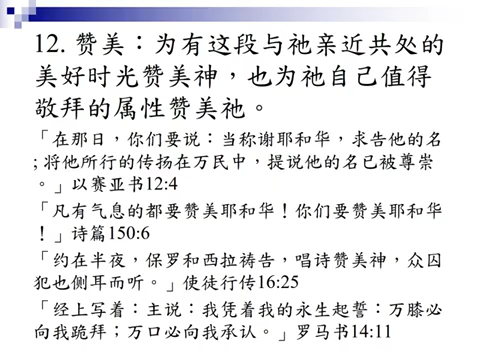 12. 赞美：为有这段与祂亲近共处的
美好时光赞美神，也为祂自己值得
敬拜的属性赞美祂。
「在那日，你们要说：当称谢耶和华，求告他的名
; 将他所行的传扬在万民中，提说他的名已被尊崇
。」以赛亚书12:4
「凡有气息的都要赞美耶和华！你们要赞美耶和华
！」诗篇150:6
「约在半夜，保罗和西拉祷告，唱诗赞美神，众囚
犯也侧耳而听。」使徒行传16:25
「经上写着：主说：我凭着我的永生起誓：万膝必
向我跪拜；万口必向我承认。」罗马书14:11